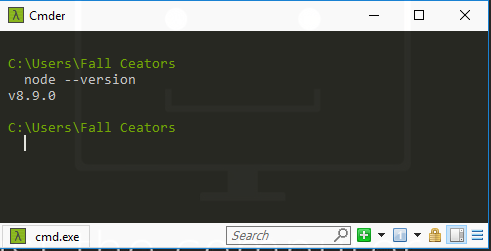 Cmder
C:\Users\Fall Ceators
node --version
v8.9.0
C:\Users\Fall Ceators
cmd.exe
Search